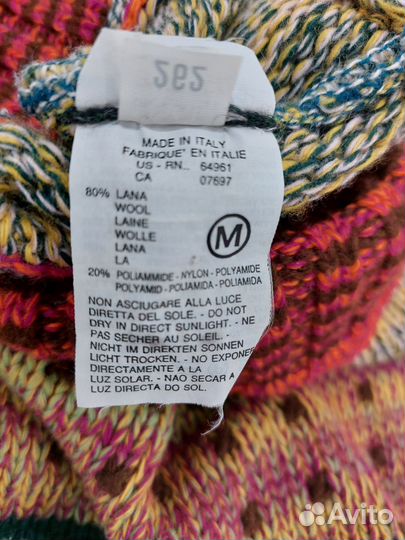 262
MADE IN ITALY
FABRIQUE' EN ITALIE
US - RN.. 64961
CA 07697
80% LANA
WOOL
LAINE
WOLLE
LANA
LA
M
20% POLIAMMIDE - NYLON - POLYAMIDE
POLYAMID - POLIAMIDA - POLIAMIDA
NON ASCIUGARE ALLA LUCE
DIRETTA DEL SOLE. - DO NOT
DRY IN DIRECT SUNLIGHT. - NE
PAS SECHER AU SOLEIL. -
NICHT IM DIREKTEN SONNEN
LICHT TROCKEN. - NO EXPONER
DIRECTAMENTE A LA
LUZ SOLAR. - NAO SECAR A
LUZ DIRECTA DO SOL.
Avito